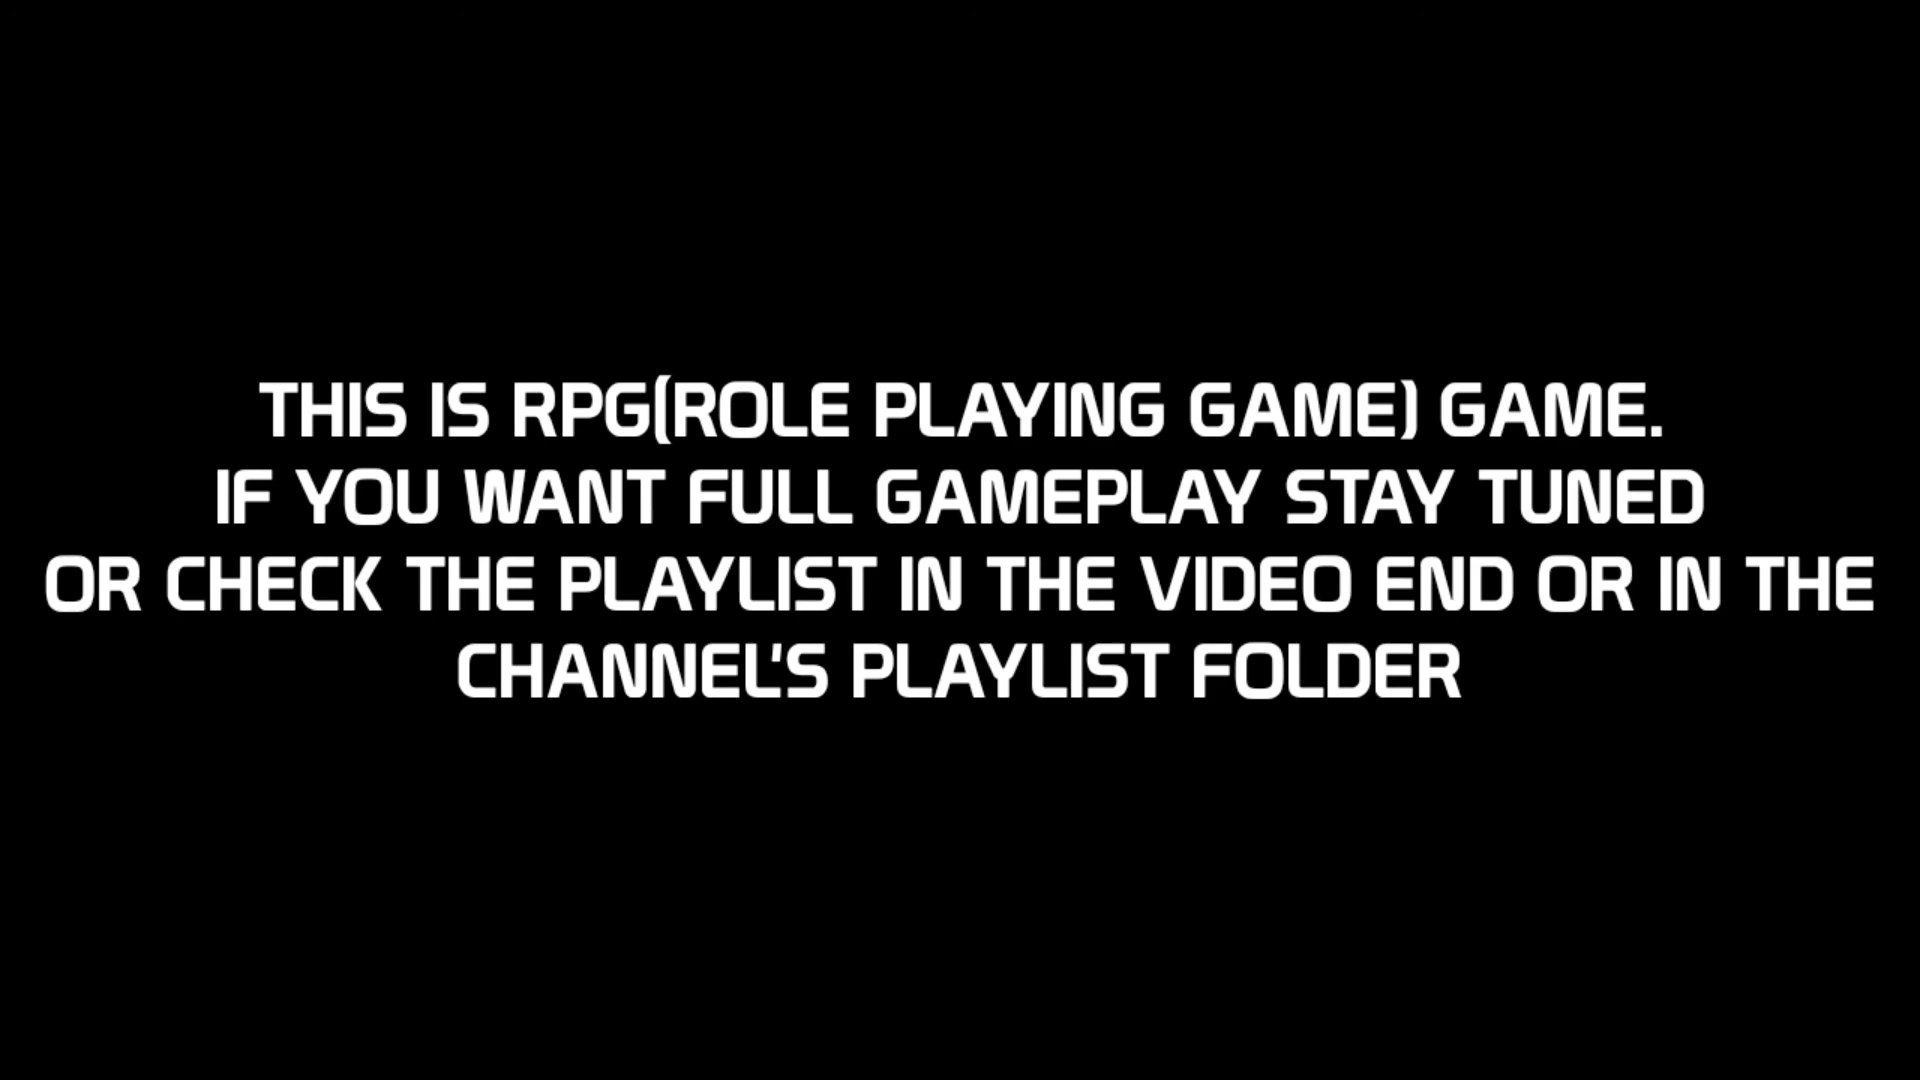 THIS IS RPG(ROLE PLAYING GAME) GAME.
IF YOU WANT FULL GAMEPLAY STAY TUNED
OR CHECK THE PLAYLIST IN THE VIDEO END OR IN THE
CHANNEL'S PLAYLIST FOLDER